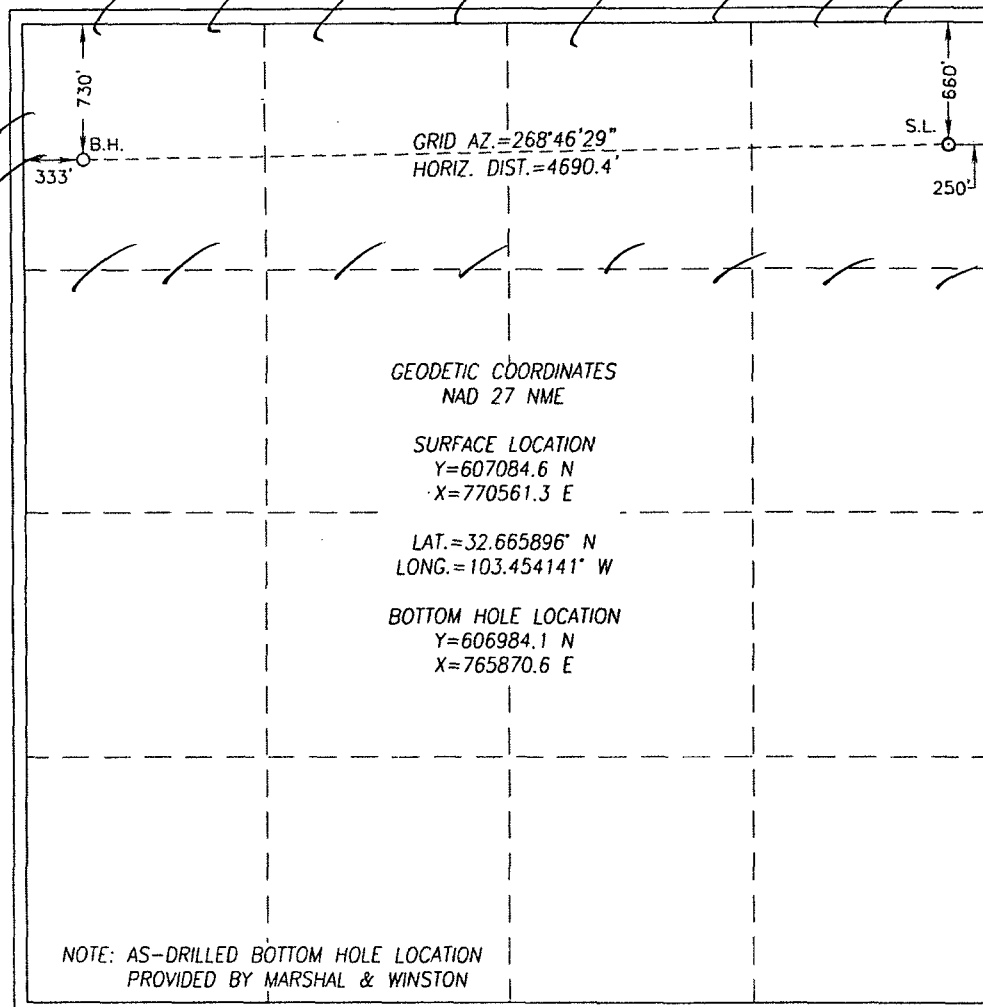 730'
660'
B.H.
S.L.
GRID AZ.=268°46'29"
HORIZ. DIST.=4690.4'
333'
250'
GEODETIC COORDINATES
NAD 27 NME
SURFACE LOCATION
Y=607084.6 N
X=770561.3 E
LAT.=32.665896° N
LONG.=103.454141° W
BOTTOM HOLE LOCATION
Y=606984.1 N
X=765870.6 E
NOTE: AS-DRILLED BOTTOM HOLE LOCATION
PROVIDED BY MARSHAL & WINSTON